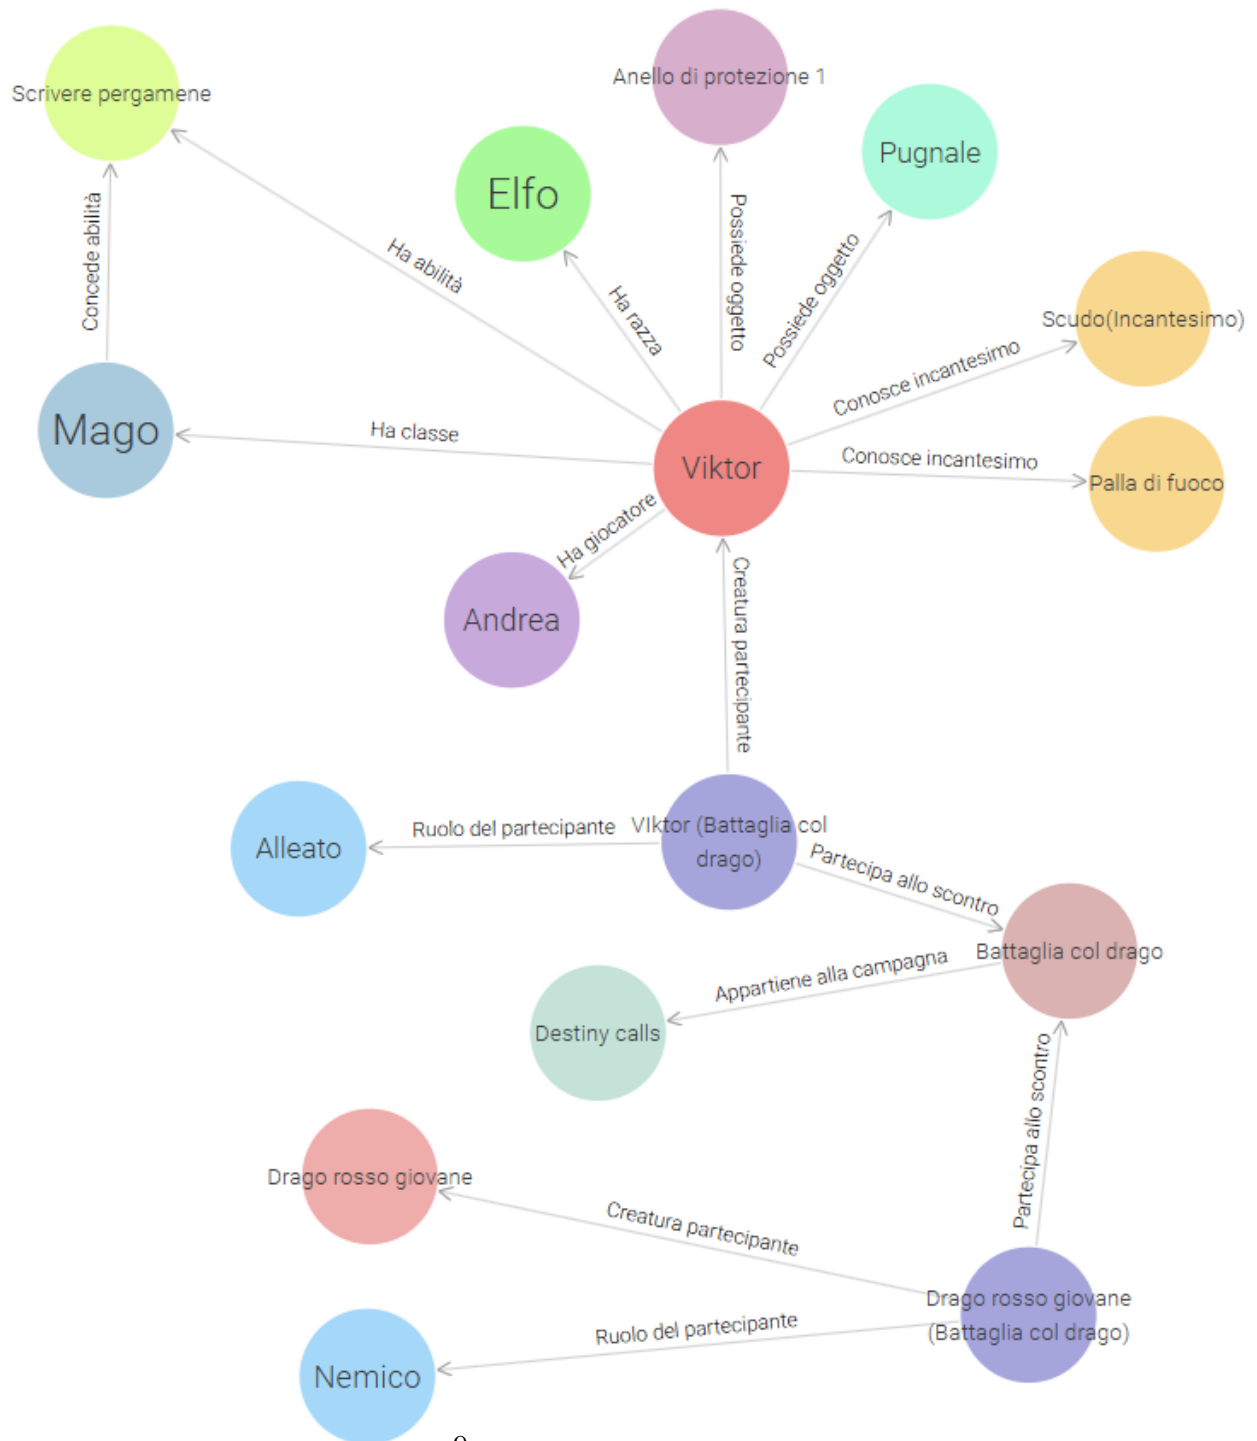 Anello di protezione 1
Scrivere pergamene
Pugnale
Elfo
Concede abilità
Ha abilità
Ha razza
Possiede oggetto
Possiede oggetto
Scudo(Incantesimo)
Conosce incantesimo
Mago
Ha classe
Viktor
Conosce incantesimo
Palla di fuoco
Ha giocatore
Andrea
Creatura partecipante
Alleato
Ruolo del partecipante
VIktor (Battaglia col
drago)
Partecipa allo scontro
Battaglia col drago
Appartiene alla campagna
Destiny calls
Partecipa allo scontro
Drago rosso giovane
Creatura partecipante
Drago rosso giovane
(Battaglia col drago)
Ruolo del partecipante
Nemico